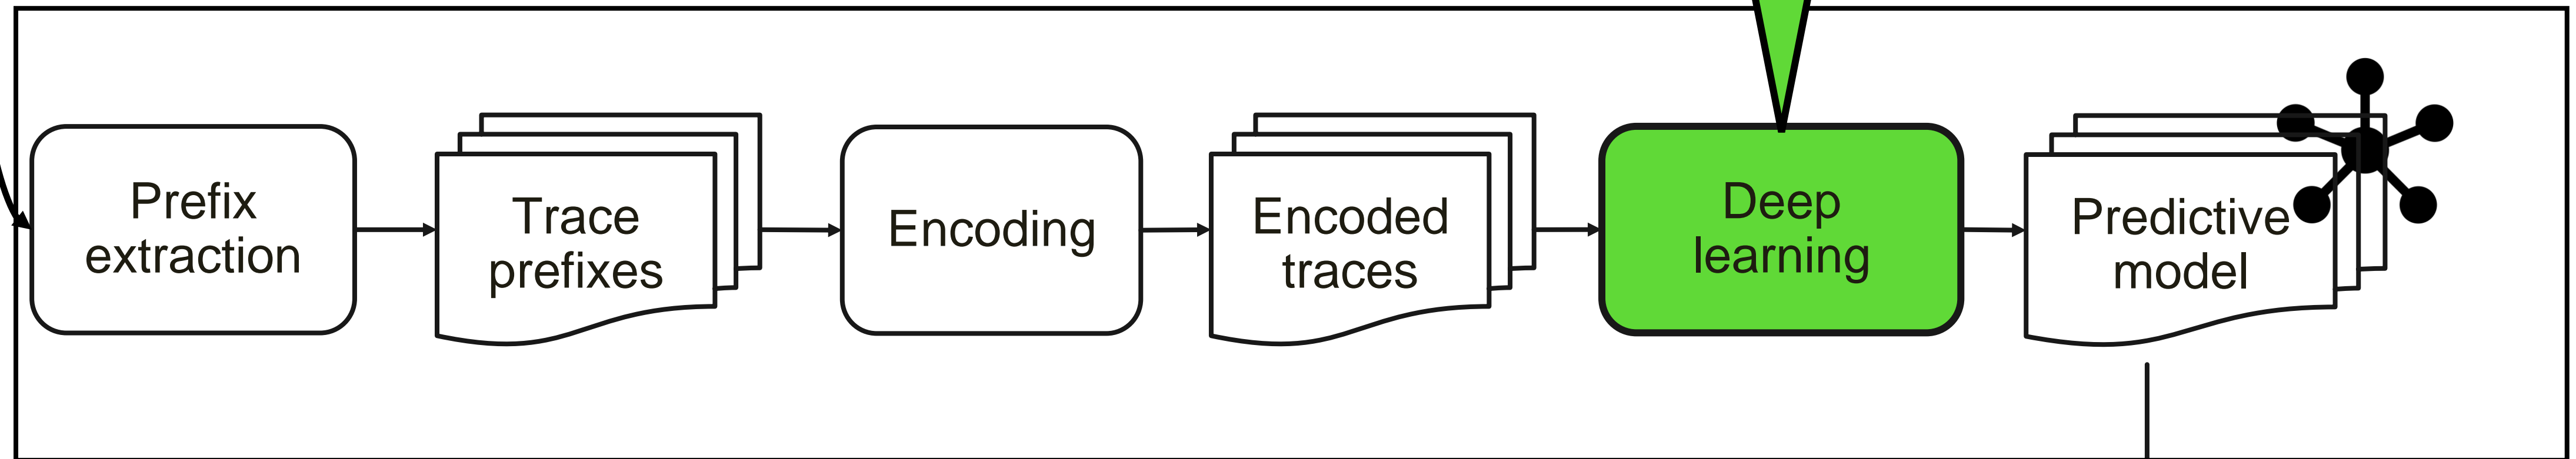 Prefix
extraction
Trace
prefixes
Encoding
Encoded
traces
Deep
learning
Predictive
model